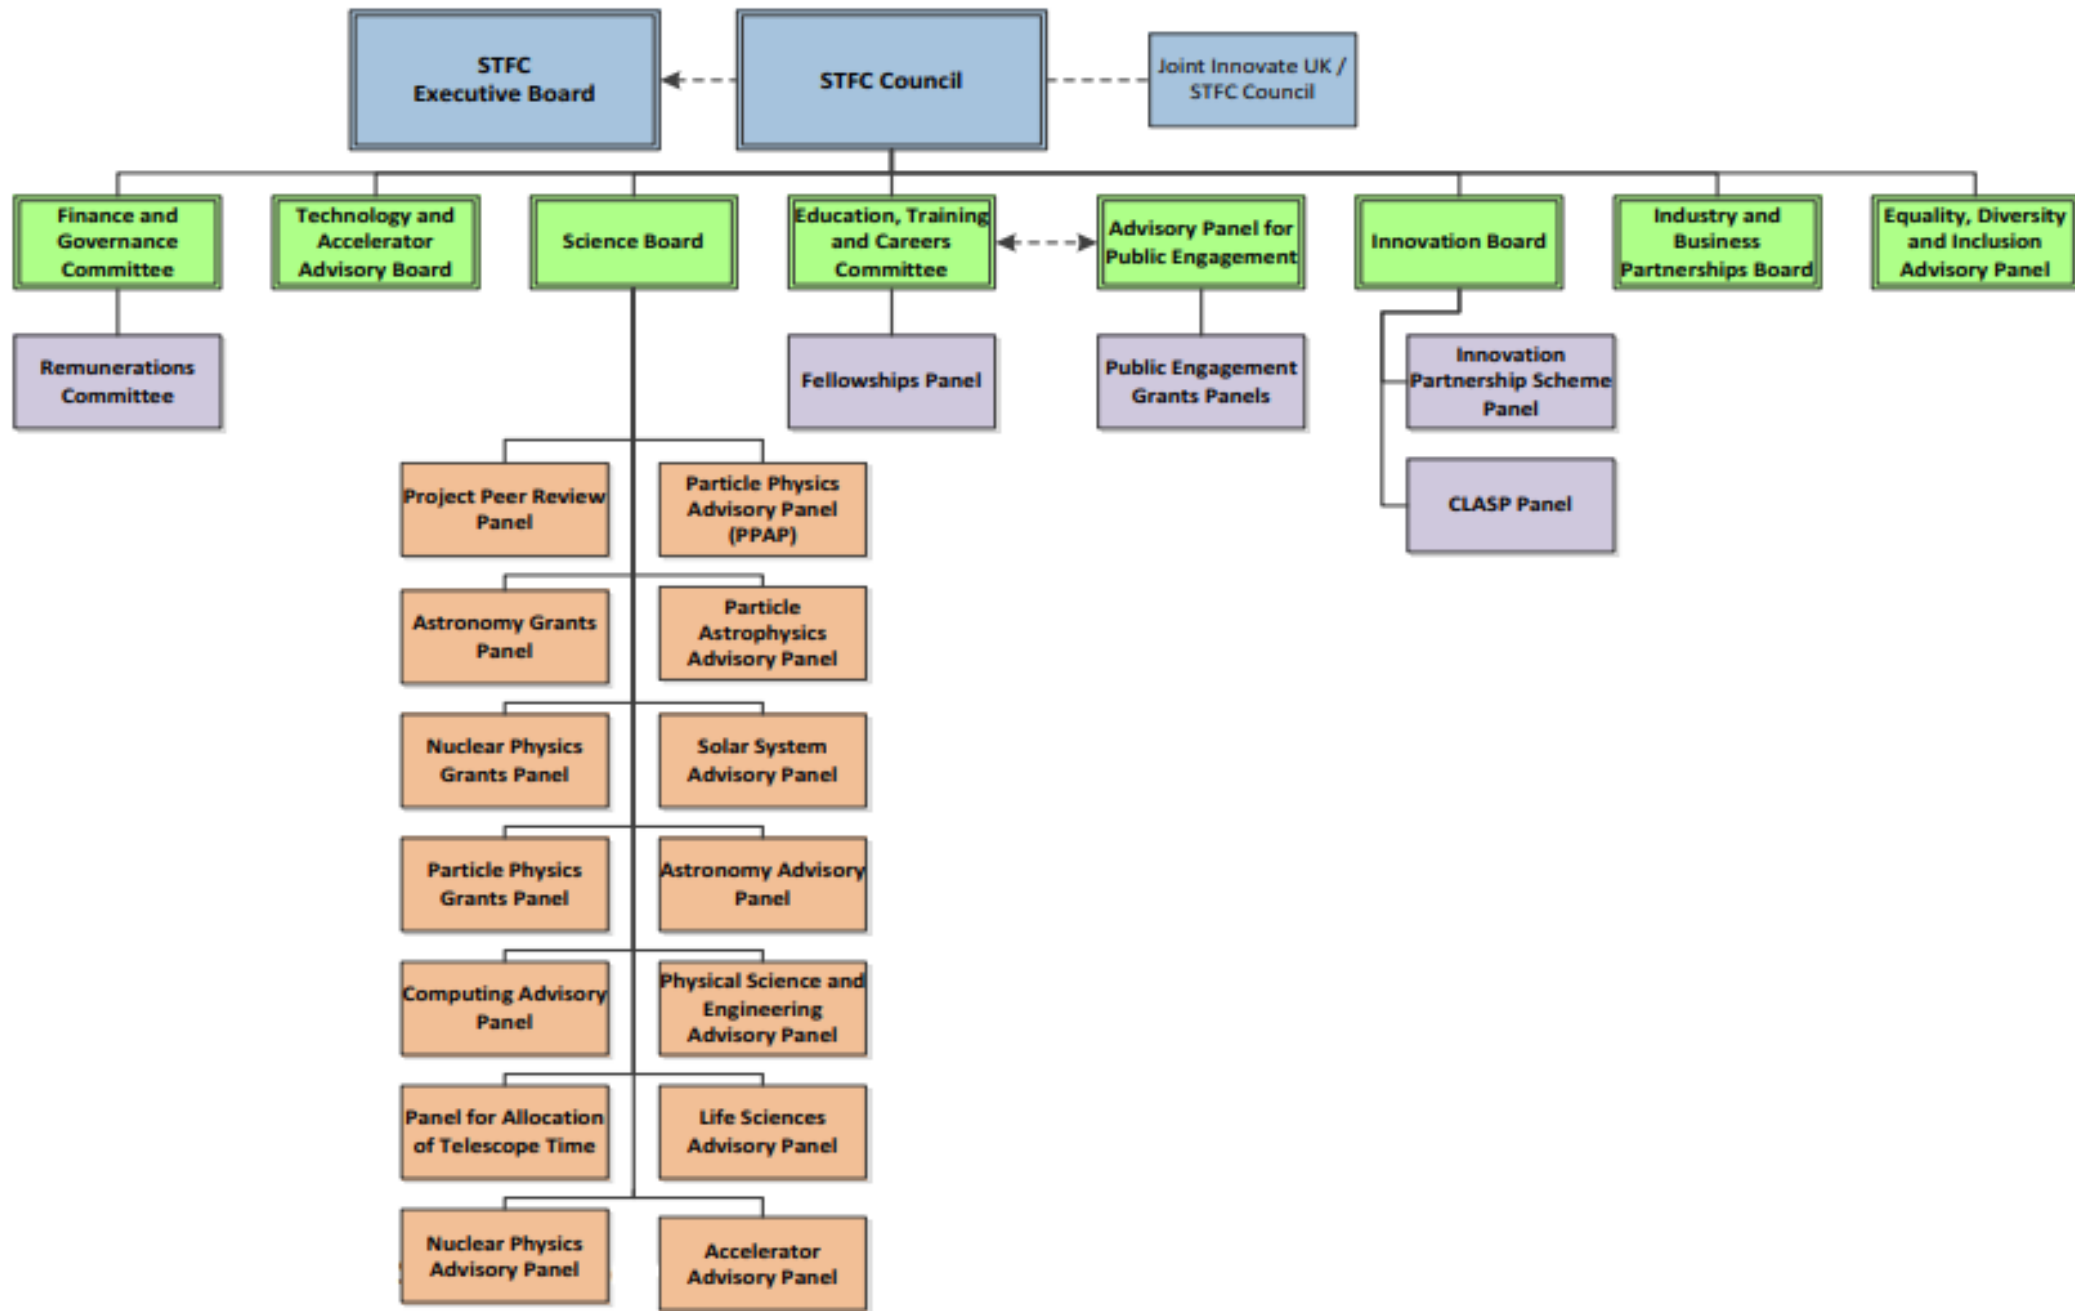 STFC
Executive Board
STFC Council
Joint Innovate UK /
STFC Council
Finance and
Governance
Committee
Technology and
Accelerator
Advisory Board
Science Board
Education, Training
and Careers
Committee
Advisory Panel for
Public Engagement
Innovation Board
Industry and
Business
Partnerships Board
Equality, Diversity
and Inclusion
Advisory Panel
Remunerations
Committee
Fellowships Panel
Public Engagement
Grants Panels
Innovation
Partnership Scheme
Panel
CLASP Panel
Project Peer Review
Panel
Particle Physics
Advisory Panel
(PPAP)
Astronomy Grants
Panel
Particle
Astrophysics
Advisory Panel
Nuclear Physics
Grants Panel
Solar System
Advisory Panel
Particle Physics
Grants Panel
Astronomy Advisory
Panel
Computing Advisory
Panel
Physical Science and
Engineering
Advisory Panel
Panel for Allocation
of Telescope Time
Life Sciences
Advisory Panel
Nuclear Physics
Advisory Panel
Accelerator
Advisory Panel